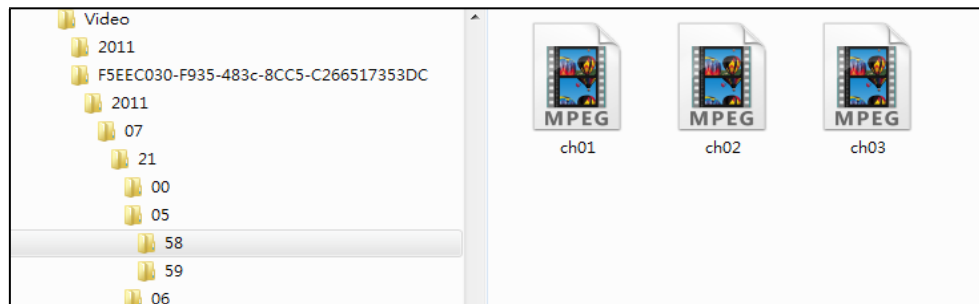 Video
2011
F5EEC030-F935-483c-8CC5-C266517353DC
2011
07
21
00
05
58
59
06
MPEG MPEG MPEG
ch01 ch02 ch03